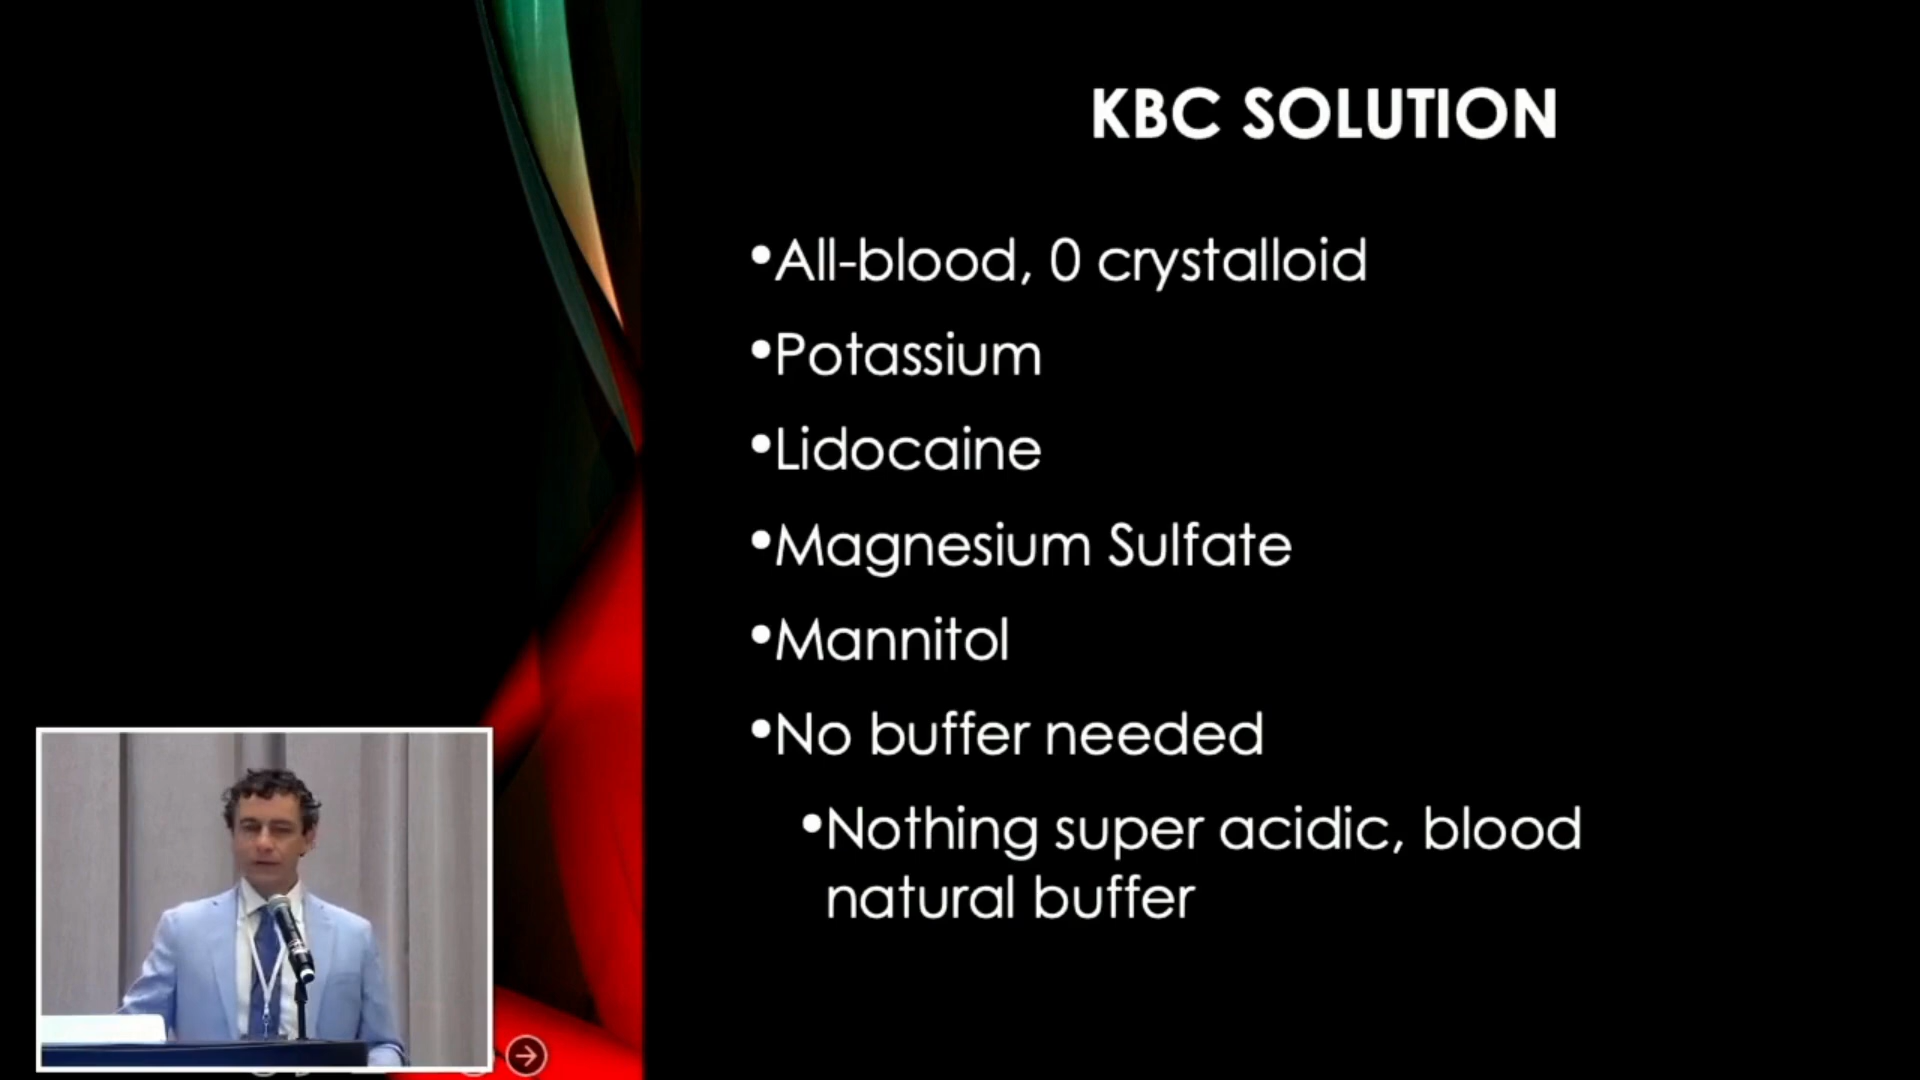 KBC SOLUTION
•All-blood, 0 crystalloid
•Potassium
•Lidocaine
•Magnesium Sulfate
•Mannitol
•No buffer needed
•Nothing super acidic, blood
natural buffer